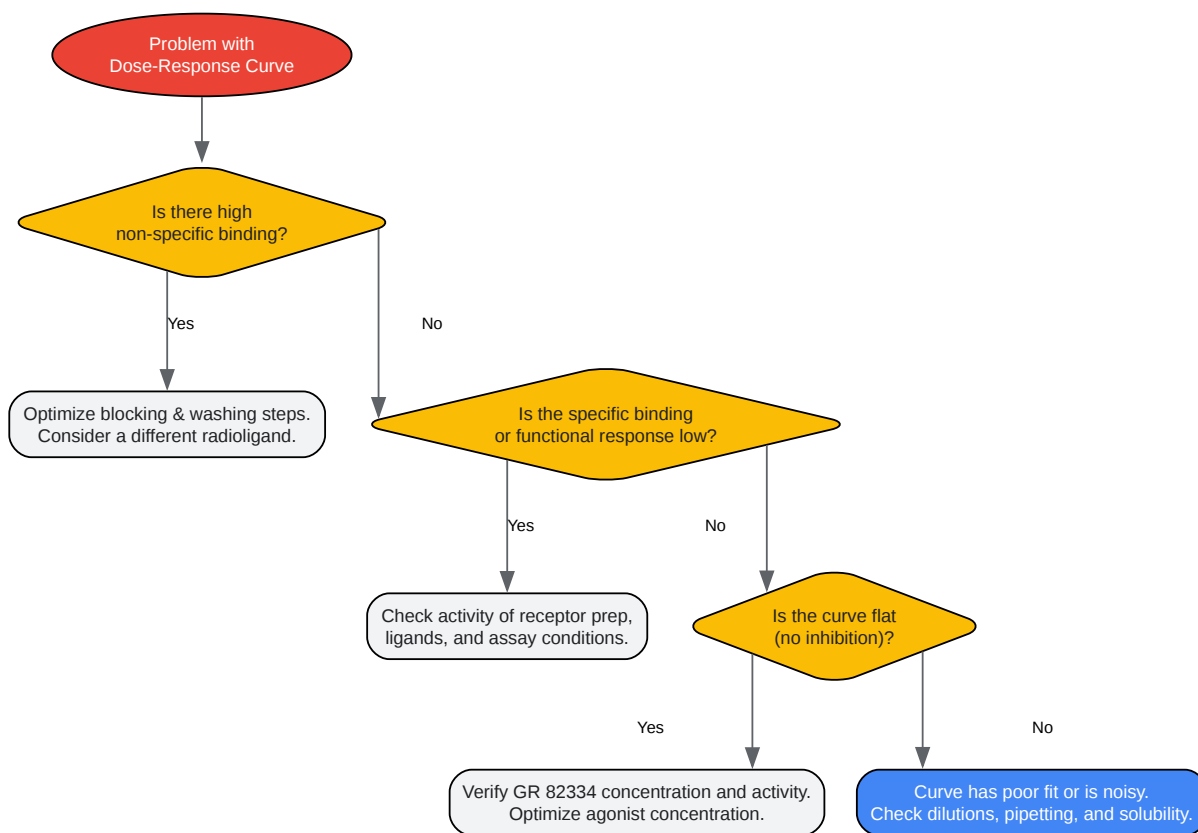 Problem with
Dose-Response Curve
Is there high
non-specific binding?
Yes
No
Optimize blocking & washing steps.
Consider a different radioligand.
Is the specific binding
or functional response low?
Yes
No
Check activity of receptor prep,
ligands, and assay conditions.
Is the curve flat
(no inhibition)?
Yes
No
Verify GR 82334 concentration and activity.
Optimize agonist concentration.
Curve has poor fit or is noisy.
Check dilutions, pipetting, and solubility.